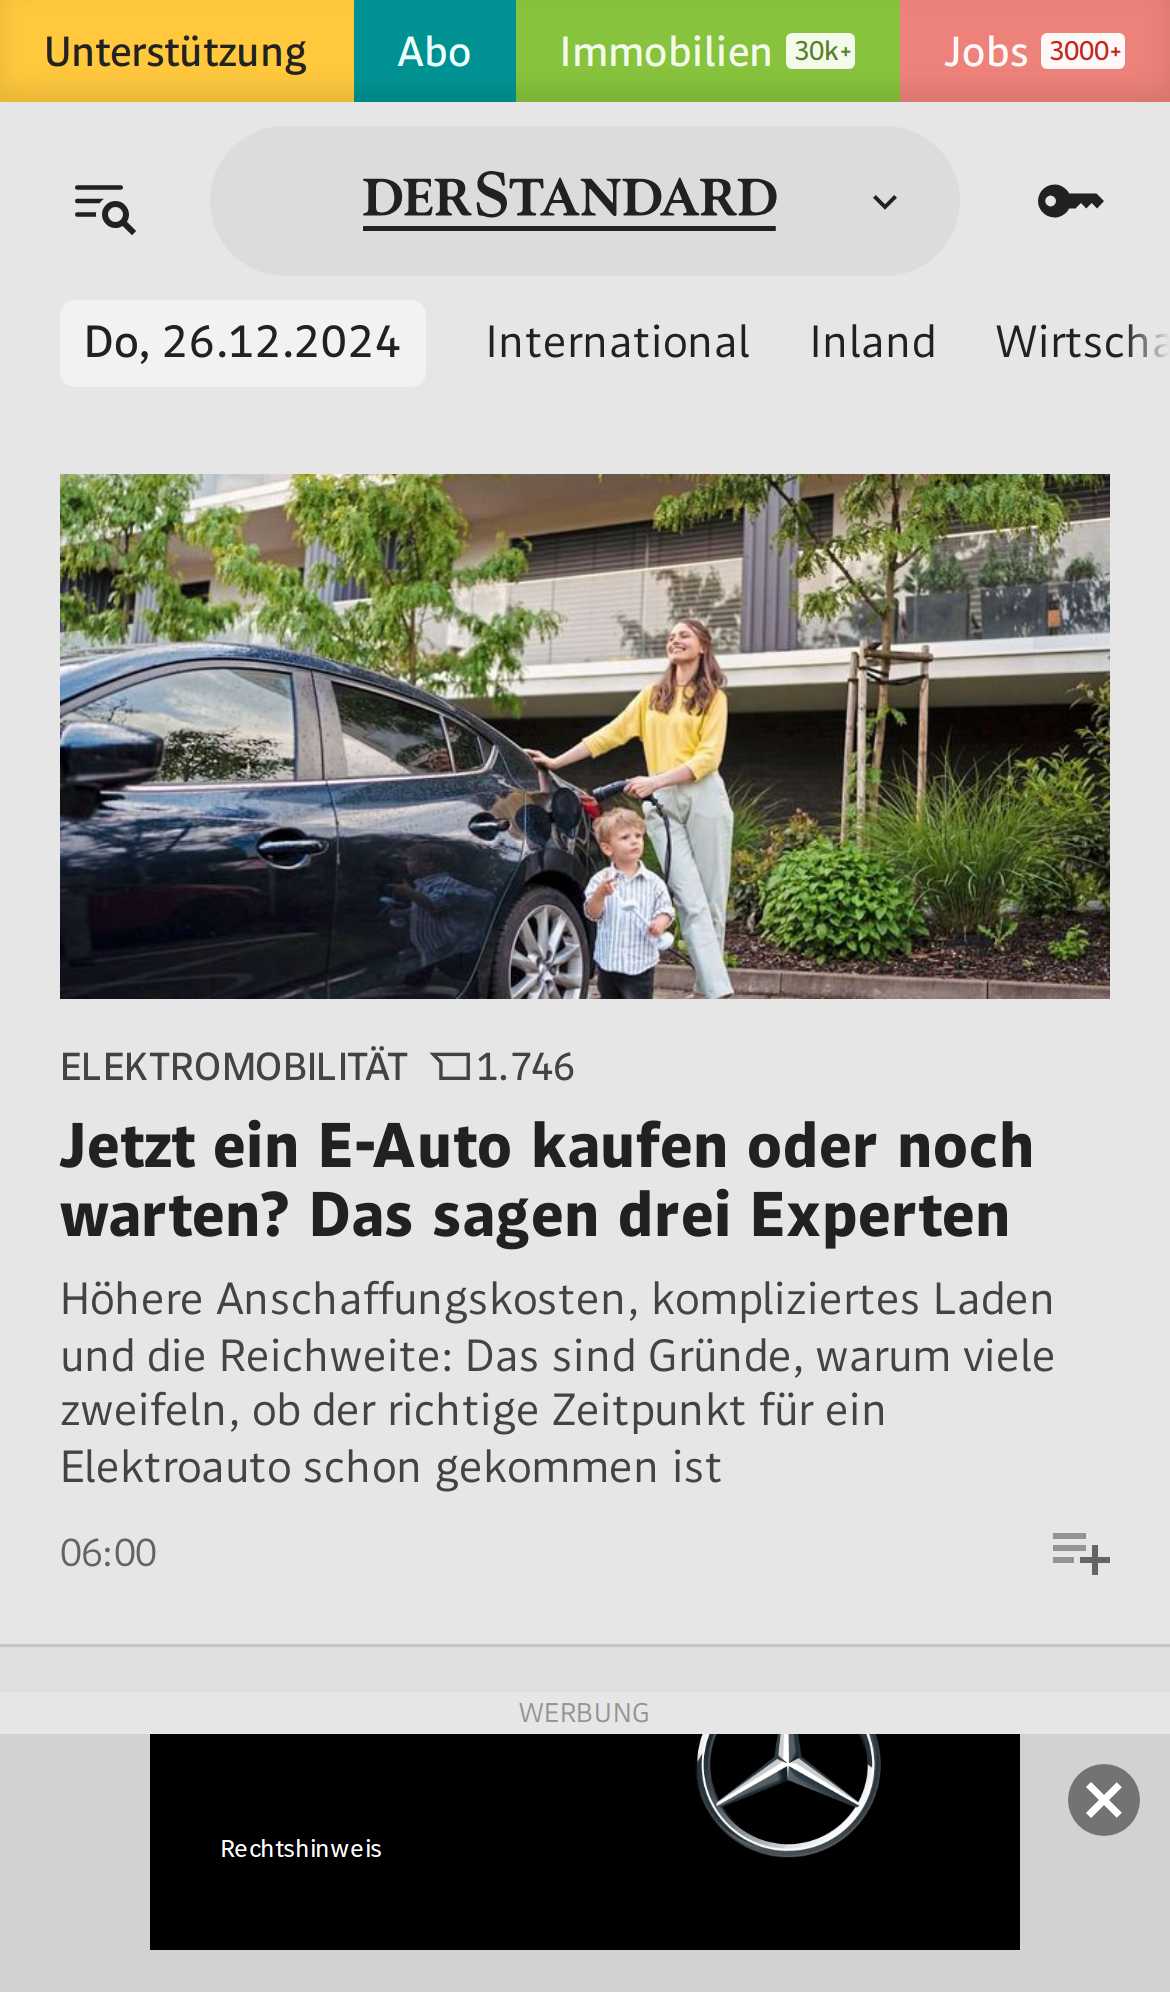 Unterstützung Abo Immobilien 30k+ Jobs 3000+
DERSTANDARD
Do, 26.12.2024 International Inland Wirtscha
ELEKTROMOBILITÄT 1.746
Jetzt ein E-Auto kaufen oder noch
warten? Das sagen drei Experten
Höhere Anschaffungskosten, kompliziertes Laden
und die Reichweite: Das sind Gründe, warum viele
zweifeln, ob der richtige Zeitpunkt für ein
Elektroauto schon gekommen ist
06:00
WERBUNG
Rechtshinweis